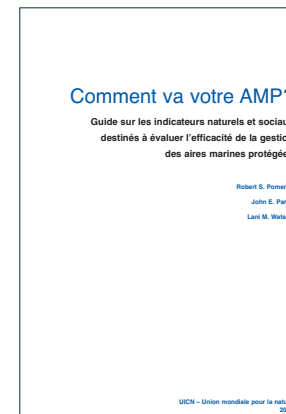 Comment va votre AMP?
Guide sur les indicateurs naturels et sociau
destinés à évaluer l'efficacité de la gestio
des aires marines protégée
Robert S. Pomer
John E. Par
Lani M. Wats
UICN – Union mondiale pour la natu
20